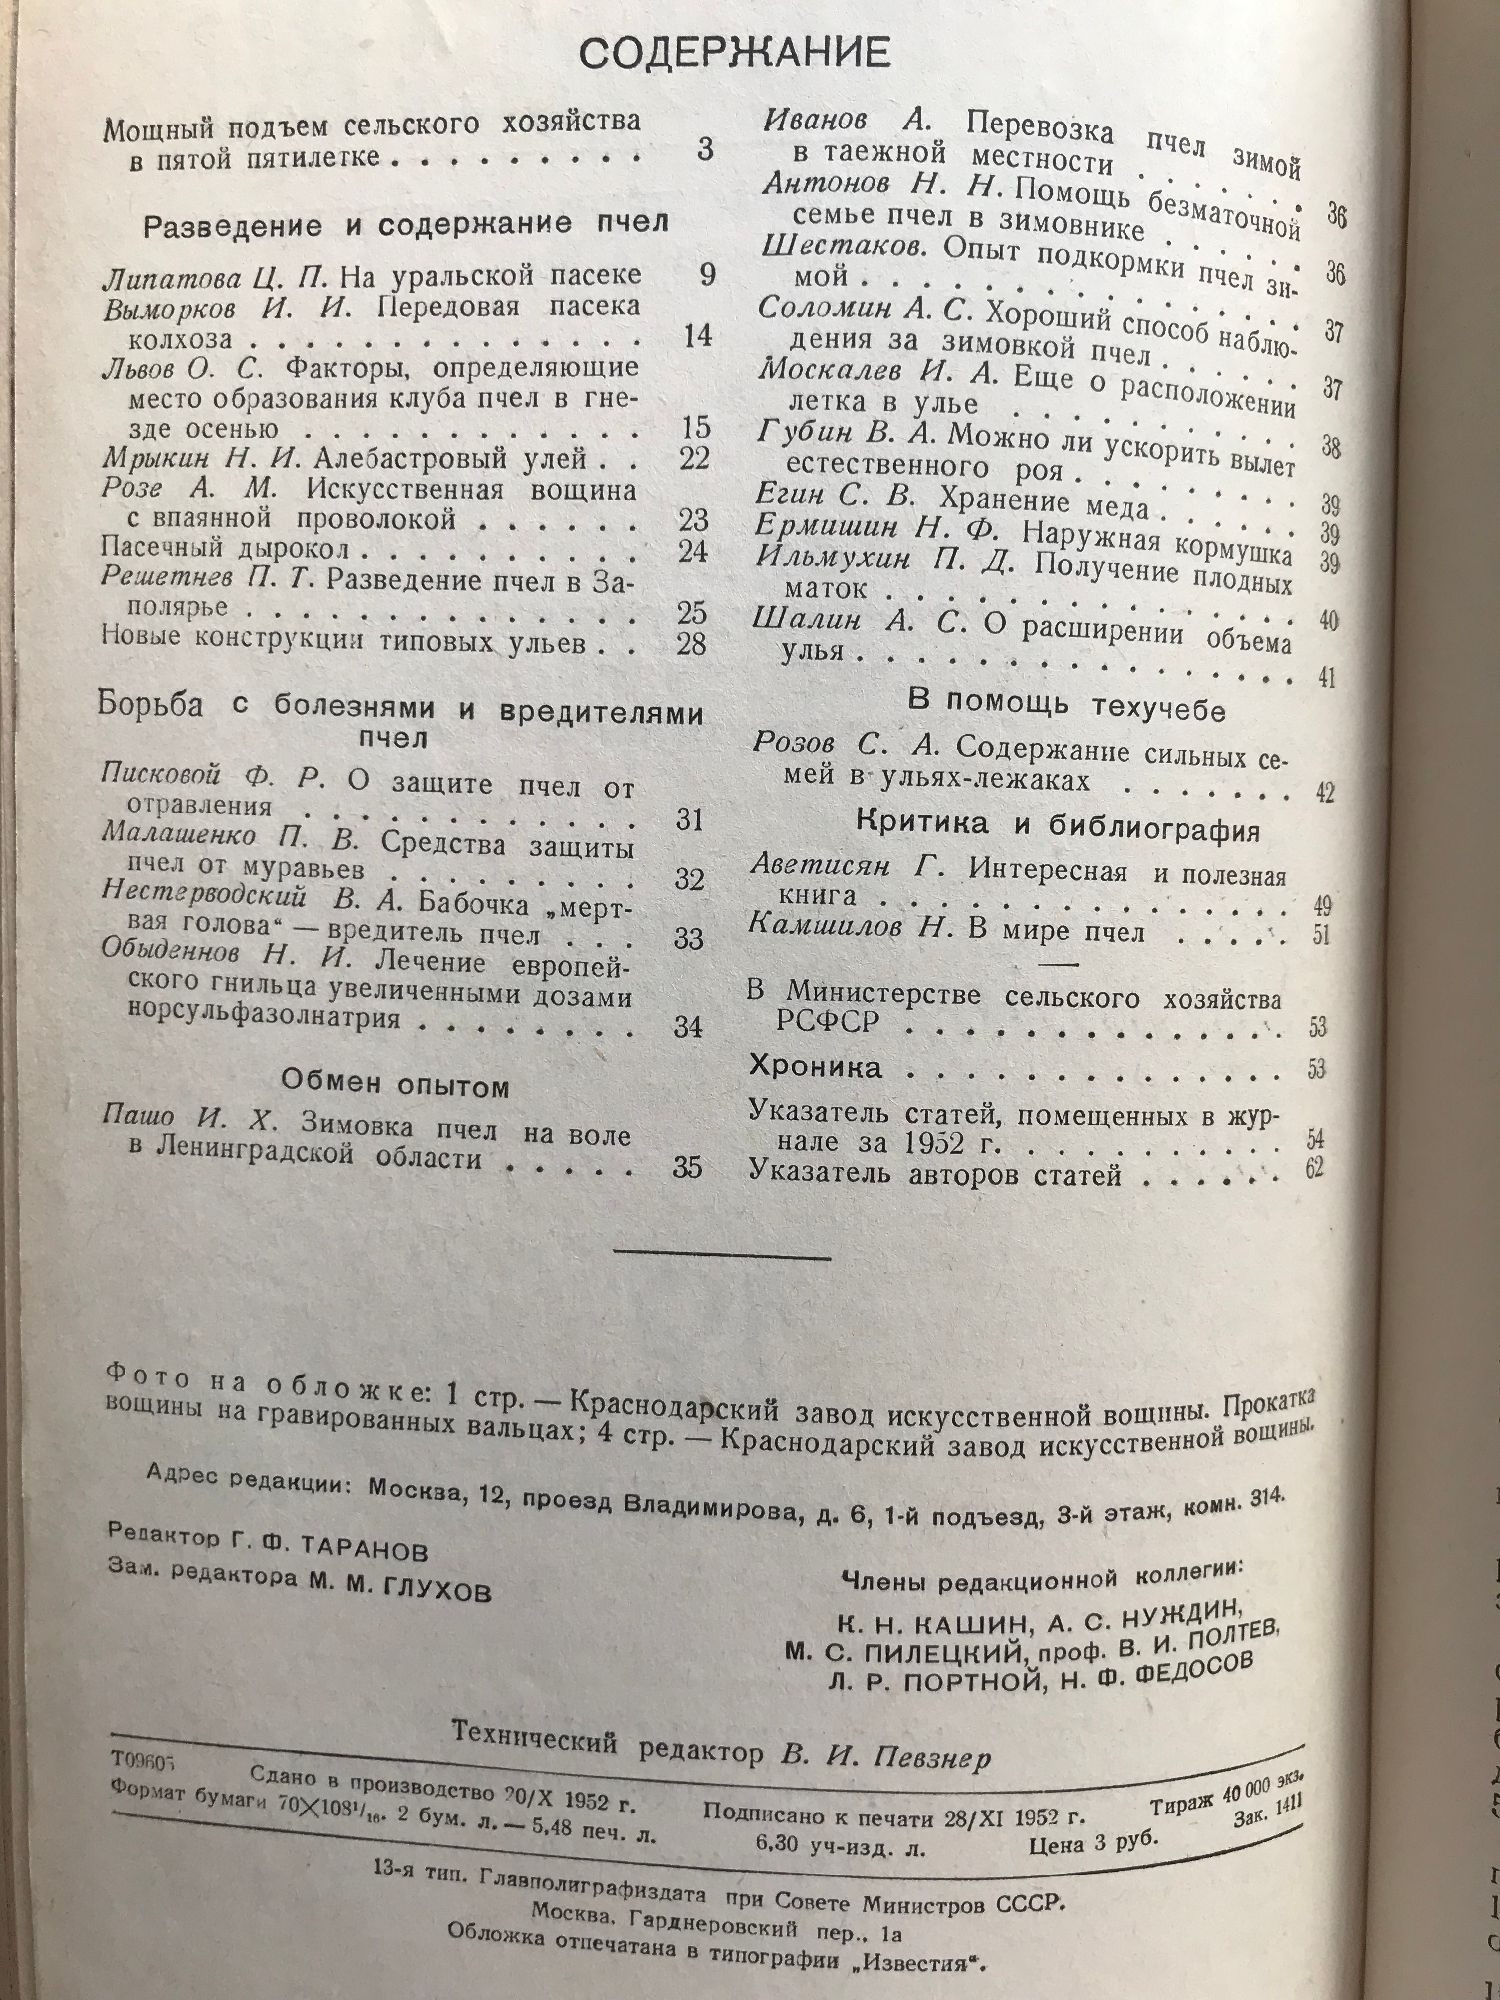 СОДЕРЖАНИЕ
Мощный подъем сельского хозяйства
в пятой пятилетке . . . . . . . . . 3
Разведение и содержание пчел
Липатова Ц. П. На уральской пасеке 9
Выморков И. И. Передовая пасека
колхоза . . . . . . . . . . . . . . 14
Львов О. С. Факторы, определяющие
место образования клуба пчел в гне-
зде осенью . . . . . . . . . . . . 15
Мрыкин Н. И. Алебастровый улей . . 22
Розе А. М. Искусственная вощина
с впаянной проволокой . . . . . . 23
Пасечный дырокол . . . . . . . . . . 24
Решетнев П. Т. Разведение пчел в За-
полярье . . . . . . . . . . . . . . 25
Новые конструкции типовых ульев . . 28
Борьба с болезнями и вредителями
пчел
Писковой Ф. Р. О защите пчел от
отравления . . . . . . . . . . . . 31
Малашенко П. В. Средства защиты
пчел от муравьев . . . . . . . . . 32
Нестерводский В. А. Бабочка „мерт-
вая голова“ — вредитель пчел . . . 33
Обыденнов Н. И. Лечение европей-
ского гнильца увеличенными дозами
норсульфазолнатрия . . . . . . . . 34
Обмен опытом
Пашо И. Х. Зимовка пчел на воле
в Ленинградской области . . . . . 35
Иванов А. Перевозка пчел зимой
в таежной местности . . . . . . . 36
Антонов Н. Н. Помощь безматочной
семье пчел в зимовнике . . . . . . 36
Шестаков. Опыт подкормки пчел зи-
мой . . . . . . . . . . . . . . . 37
Соломин А. С. Хороший способ наблю-
дения за зимовкой пчел . . . . . . 37
Москалев И. А. Еще о расположении
летка в улье . . . . . . . . . . . 38
Губин В. А. Можно ли ускорить вылет
естественного роя . . . . . . . . . 39
Егин С. В. Хранение меда . . . . . . 39
Ермишин Н. Ф. Наружная кормушка 39
Ильмухин П. Д. Получение плодных
маток . . . . . . . . . . . . . . . 40
Шалин А. С. О расширении объема
улья . . . . . . . . . . . . . . . . 41
В помощь техучебе
Розов С. А. Содержание сильных се-
мей в ульях-лежаках . . . . . . . 42
Критика и библиография
Аветисян Г. Интересная и полезная
книга . . . . . . . . . . . . . . . 49
Камшилов Н. В мире пчел . . . . . 51
В Министерстве сельского хозяйства
РСФСР . . . . . . . . . . . . . . 53
Хроника . . . . . . . . . . . . . . 53
Указатель статей, помещенных в жур-
нале за 1952 г. . . . . . . . . . . . 54
Указатель авторов статей . . . . . . 62
Фото на обложке: 1 стр. — Краснодарский завод искусственной вощины. Прокатка
вощины на гравированных вальцах; 4 стр. — Краснодарский завод искусственной вощины.
Адрес редакции: Москва, 12, проезд Владимирова, д. 6, 1-й подъезд, 3-й этаж, комн. 314.
Редактор Г. Ф. ТАРАНОВ
Зам. редактора М. М. ГЛУХОВ
Члены редакционной коллегии:
К. Н. КАШИН, А. С. НУЖДИН,
М. С. ПИЛЕЦКИЙ, проф. В. И. ПОЛТЕВ,
Л. Р. ПОРТНОЙ, Н. Ф. ФЕДОСОВ
Технический редактор В. И. Певзнер
Сдано в производство 20/X 1952 г. Подписано к печати 28/XI 1952 г. Тираж 40 000 экз.
Формат бумаги 70×108¹/₁₆. 2 бум. л. — 5,48 печ. л. 6,30 уч-изд. л. Цена 3 руб. Зак. 1411
13-я тип. Главполиграфиздата при Совете Министров СССР.
Москва, Гарднеровский пер., 1а
Обложка отпечатана в типографии „Известия“.